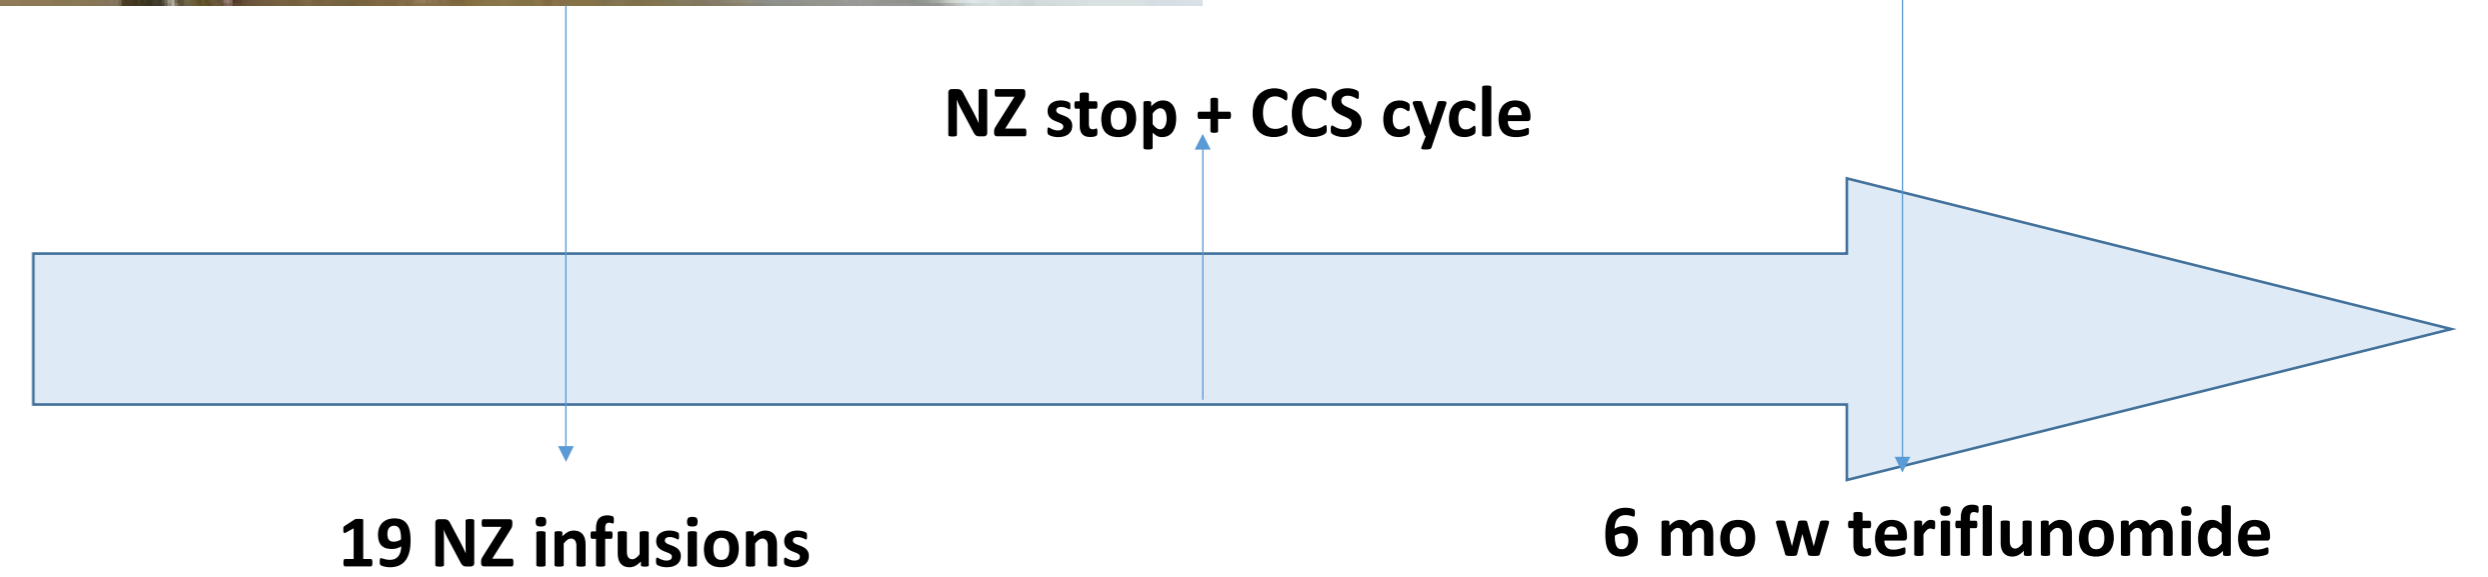 NZ stop + CCS cycle
19 NZ infusions
6 mo w teriflunomide